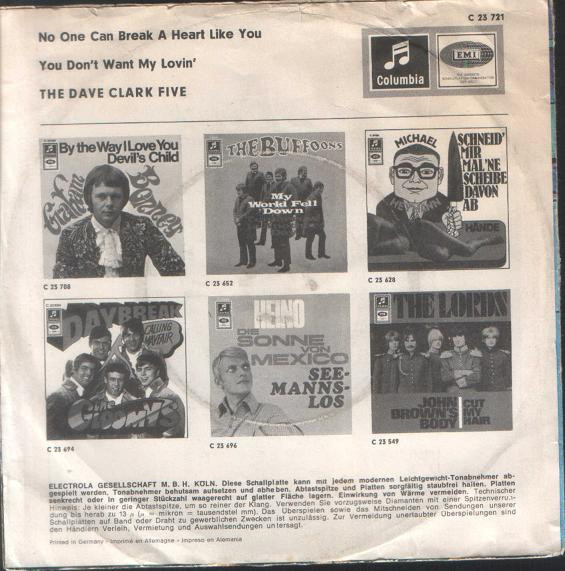 C 23 721
No One Can Break A Heart Like You
You Don't Want My Lovin'
THE DAVE CLARK FIVE
Columbia
EMI
By the Way I Love You
Devil's Child
Graham
Bonney
C 23 708
THE BUFFOONS
My
World Fell
Down
C 23 652
MICHAEL
SCHNEID'
MIR
MAL 'NE
SCHEIBE
DAVON
AB
HÄNDE
C 23 628
DAYBREAK
CALLING
MAYFAIR
GLOOMYS
C 23 694
HEINO
DIE
SONNE
VON
MEXICO
SEE-
MANNS-
LOS
C 23 696
THE LORDS
JOHN
BROWN'S
BODY
CUT
MY
HAIR
C 23 549
ELECTROLA GESELLSCHAFT M. B. H. KÖLN. Diese Schallplatte kann mit jedem modernen Leichtgewicht-Tonabnehmer ab-
gespielt werden. Tonabnehmer behutsam aufsetzen und abheben. Abtastspitze und Platten sorgfältig staubfrei halten. Platten
senkrecht oder in geringer Stückzahl waagerecht auf glatter Fläche lagern. Einwirkung von Wärme vermeiden. Technischer
Hinweis: Je kleiner die Abtastspitze, um so reiner der Klang. Verwenden Sie vorzugsweise Diamanten mit einer Spitzenverrun-
dung bis herab zu 13 µ (µ = mikron = tausendstel mm). Das Überspielen sowie das Mitschneiden von Sendungen unserer
Schallplatten auf Band oder Draht zu gewerblichen Zwecken ist unzulässig. Zur Vermeidung unerlaubter Überspielungen sind
den Händlern Verleih, Vermietung und Auswahlsendungen untersagt.
Printed in Germany - Imprimé en Allemagne - Impreso en Alemania